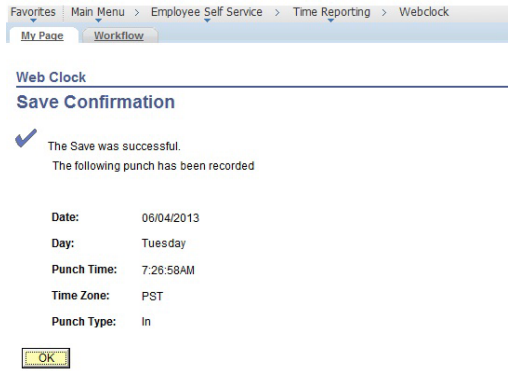 Favorites Main Menu > Employee Self Service > Time Reporting > Webclock
My Page Workflow
Web Clock
Save Confirmation
The Save was successful.
The following punch has been recorded
Date: 06/04/2013
Day: Tuesday
Punch Time: 7:26:58AM
Time Zone: PST
Punch Type: In
OK